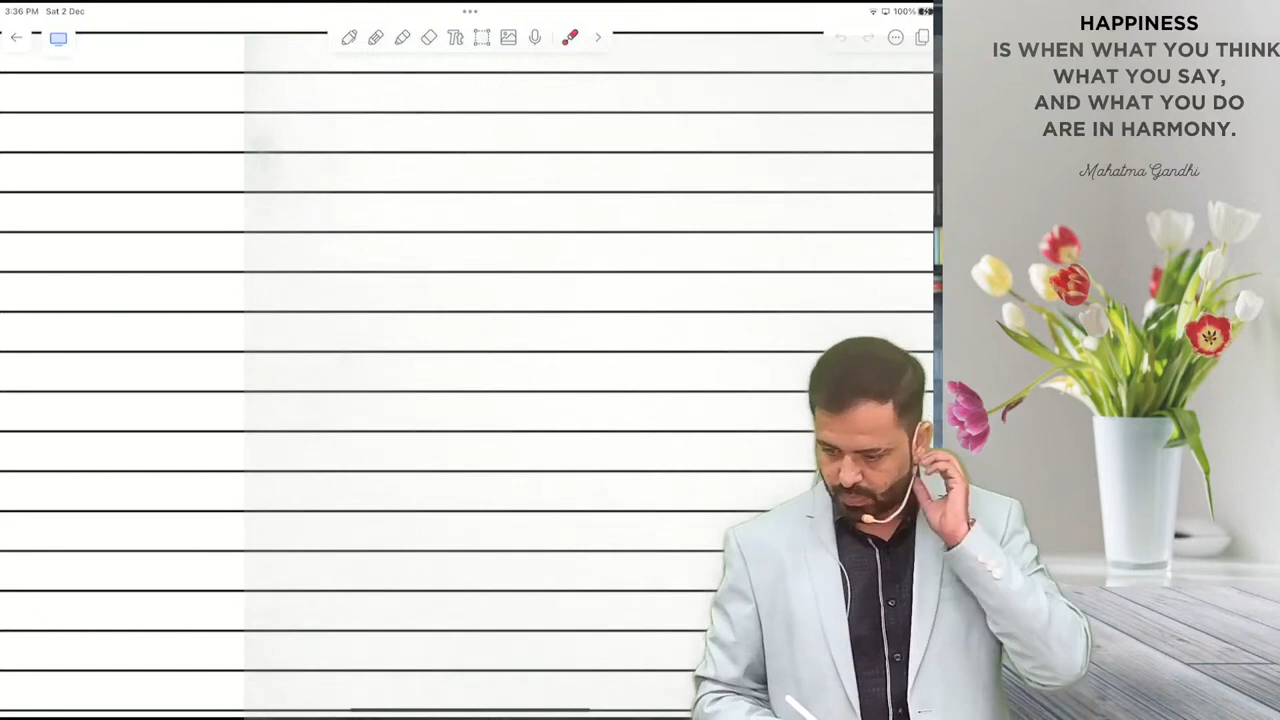 3:36 PM Sat 2 Dec
100%
Tt
HAPPINESS
IS WHEN WHAT YOU THINK
WHAT YOU SAY,
AND WHAT YOU DO
ARE IN HARMONY.
Mahatma Gandhi